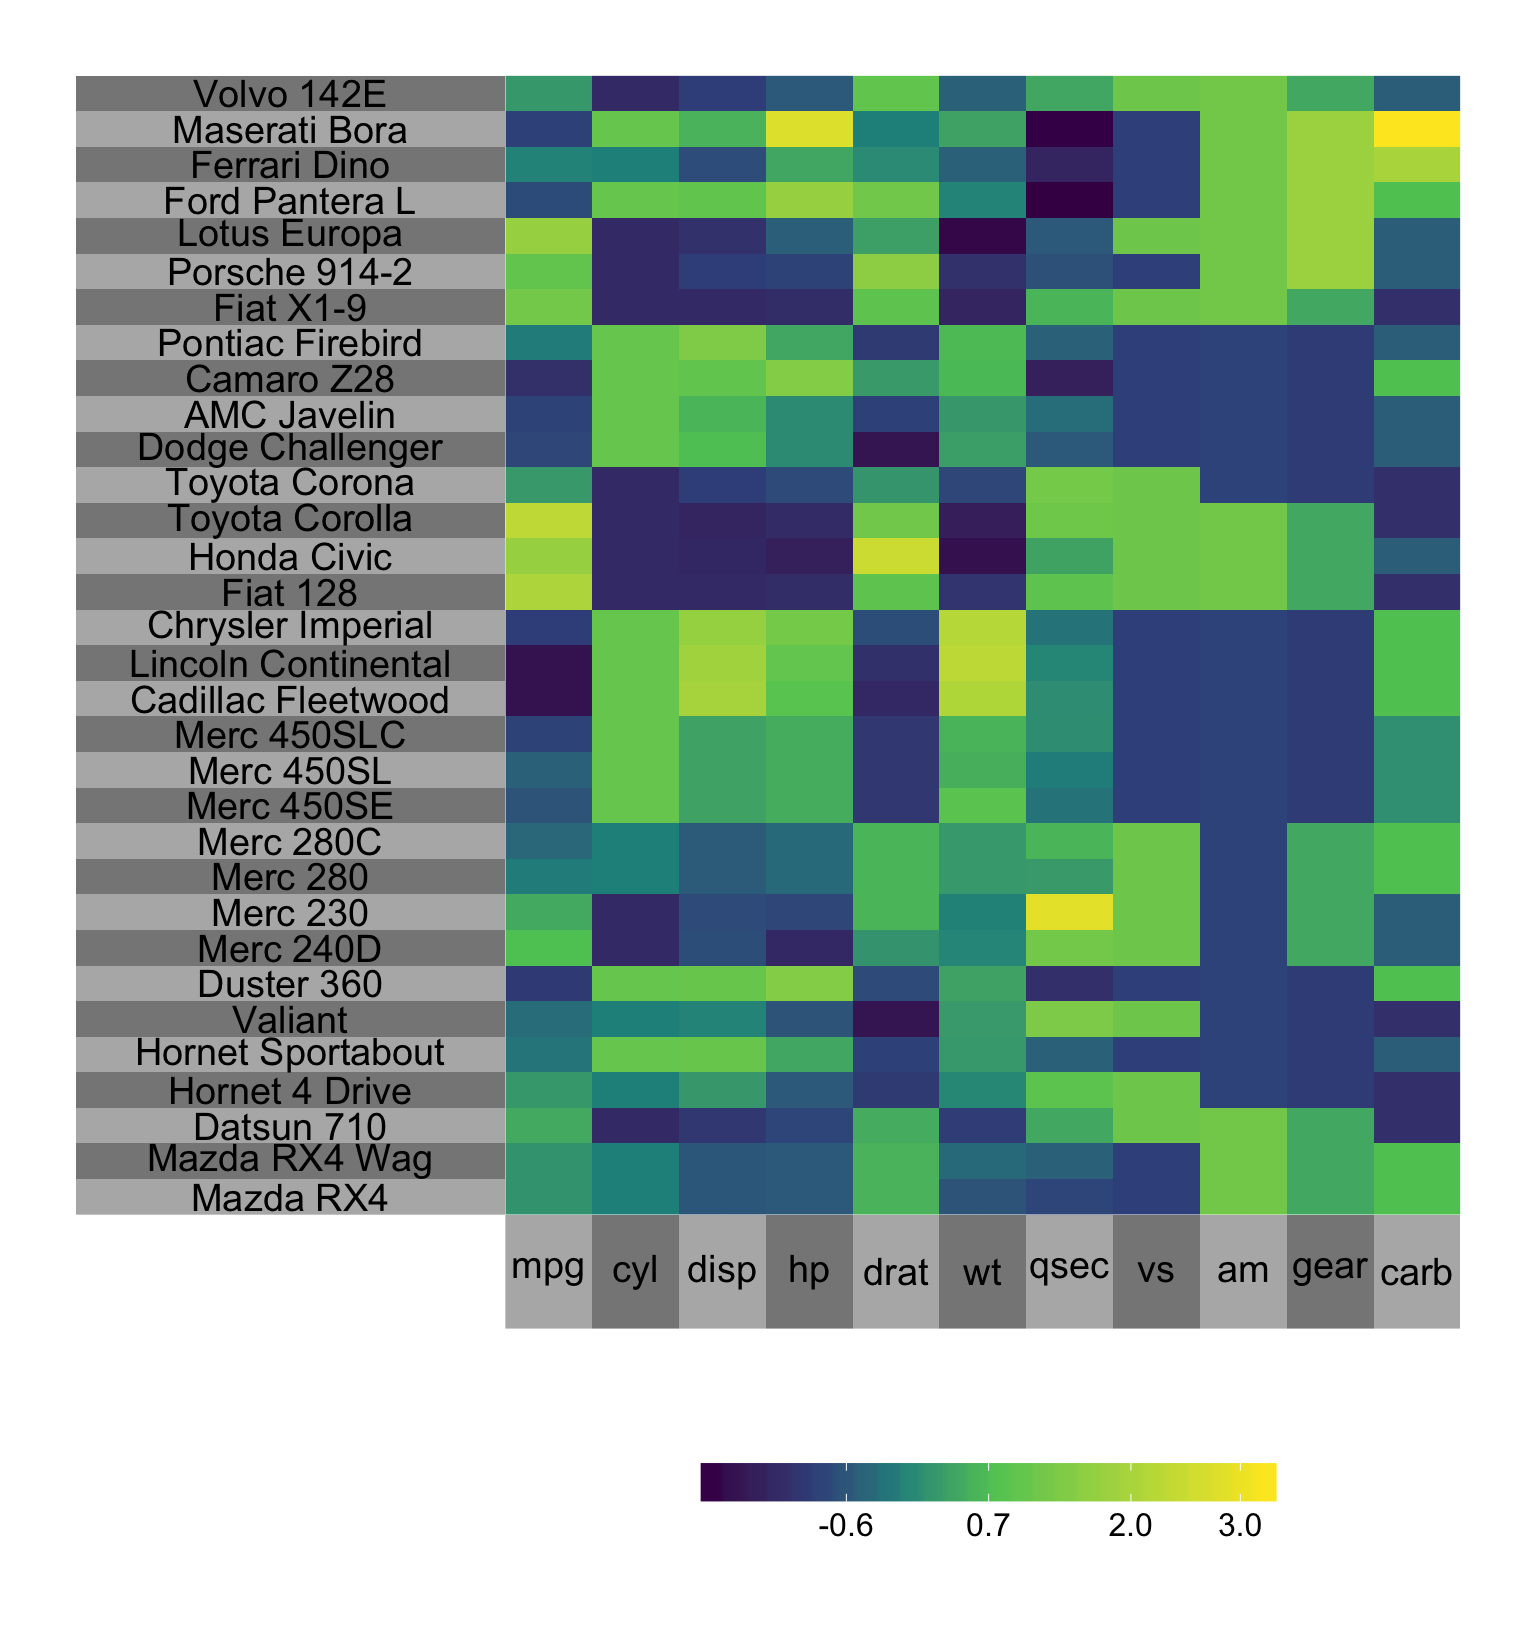 Volvo 142E
Maserati Bora
Ferrari Dino
Ford Pantera L
Lotus Europa
Porsche 914-2
Fiat X1-9
Pontiac Firebird
Camaro Z28
AMC Javelin
Dodge Challenger
Toyota Corona
Toyota Corolla
Honda Civic
Fiat 128
Chrysler Imperial
Lincoln Continental
Cadillac Fleetwood
Merc 450SLC
Merc 450SL
Merc 450SE
Merc 280C
Merc 280
Merc 230
Merc 240D
Duster 360
Valiant
Hornet Sportabout
Hornet 4 Drive
Datsun 710
Mazda RX4 Wag
Mazda RX4
mpg cyl disp hp drat wt qsec vs am gear carb
-0.6 0.7 2.0 3.0